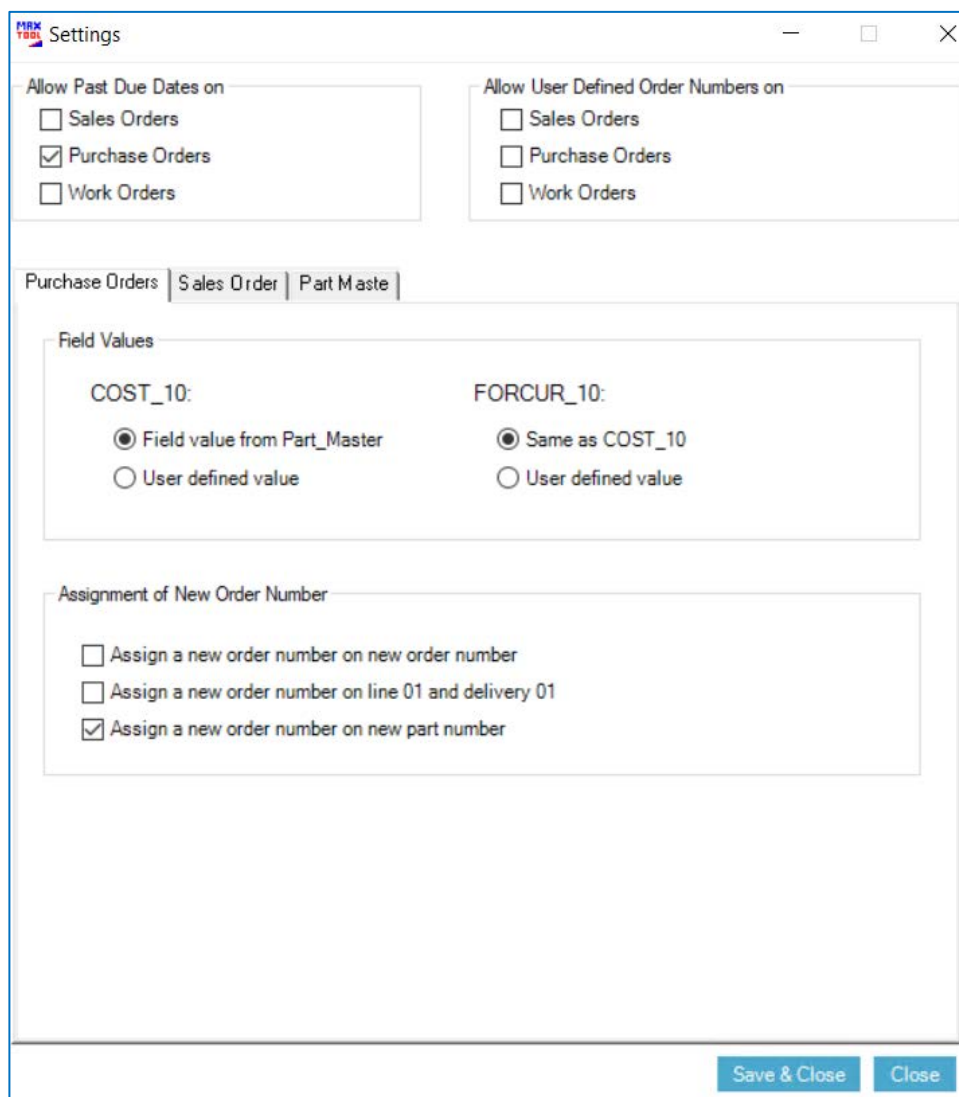 MAX TOOL Settings
Allow Past Due Dates on
Sales Orders
Purchase Orders
Work Orders
Allow User Defined Order Numbers on
Sales Orders
Purchase Orders
Work Orders
Purchase Orders Sales Order Part Maste
Field Values
COST_10:
Field value from Part_Master
User defined value
FORCUR_10:
Same as COST_10
User defined value
Assignment of New Order Number
Assign a new order number on new order number
Assign a new order number on line 01 and delivery 01
Assign a new order number on new part number
Save & Close Close